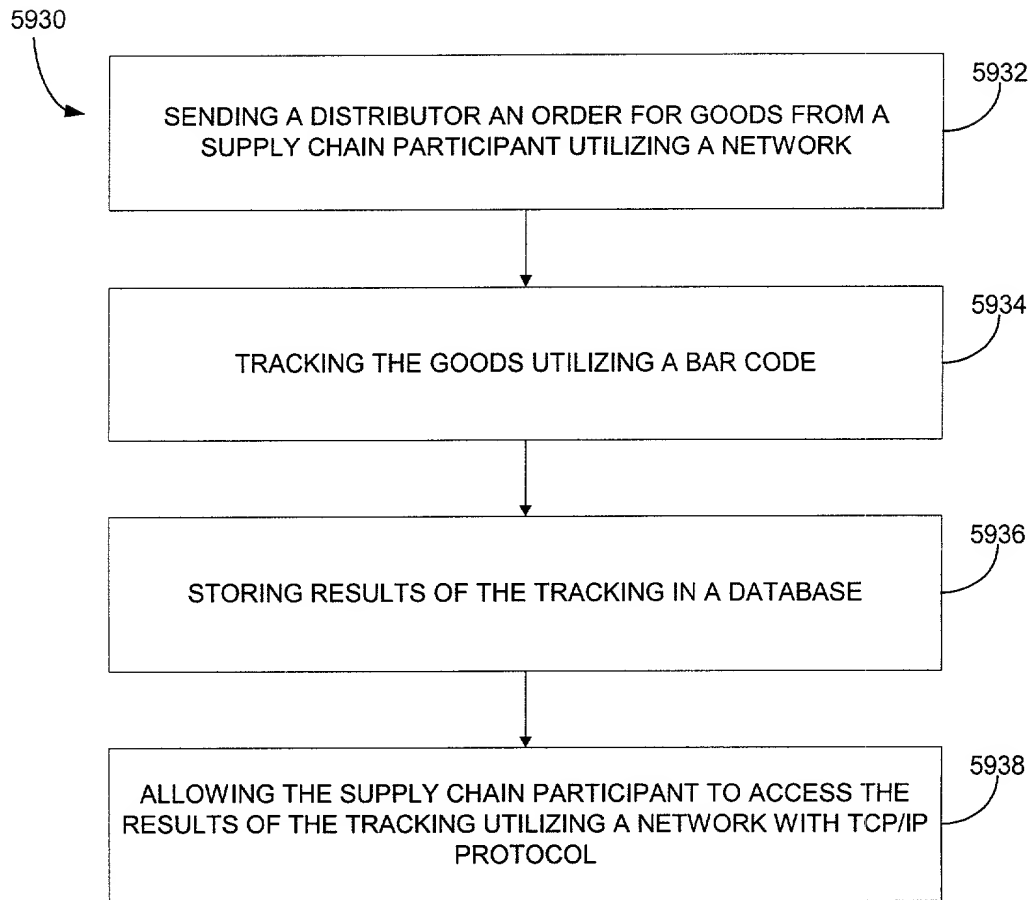 5930
5932
SENDING A DISTRIBUTOR AN ORDER FOR GOODS FROM A
SUPPLY CHAIN PARTICIPANT UTILIZING A NETWORK
5934
TRACKING THE GOODS UTILIZING A BAR CODE
5936
STORING RESULTS OF THE TRACKING IN A DATABASE
5938
ALLOWING THE SUPPLY CHAIN PARTICIPANT TO ACCESS THE
RESULTS OF THE TRACKING UTILIZING A NETWORK WITH TCP/IP
PROTOCOL